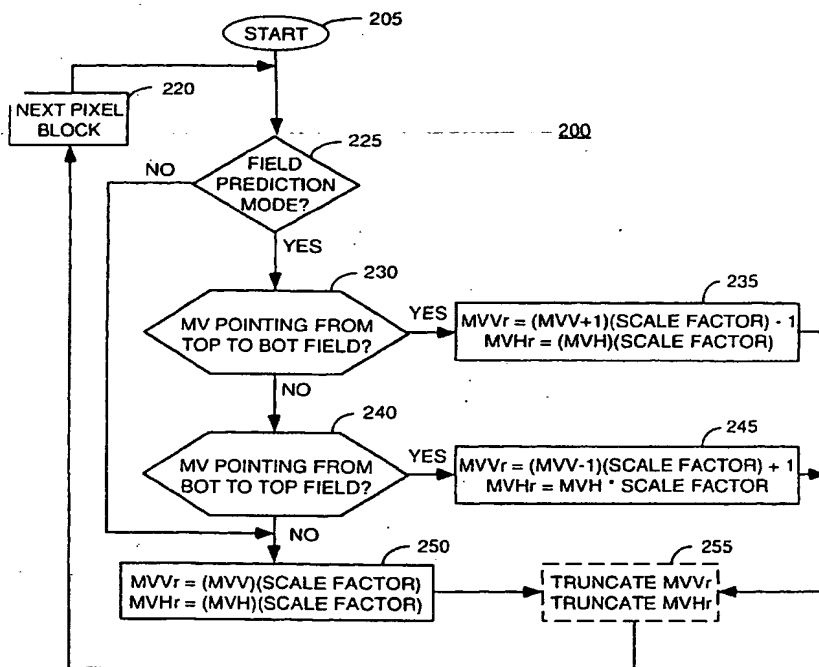 START
205
220
NEXT PIXEL
BLOCK
200
225
FIELD
PREDICTION
MODE?
NO
YES
230
MV POINTING FROM
TOP TO BOT FIELD?
YES
235
MVVr = (MVV+1)(SCALE FACTOR) - 1
MVHr = (MVH)(SCALE FACTOR)
NO
240
MV POINTING FROM
BOT TO TOP FIELD?
YES
245
MVVr = (MVV-1)(SCALE FACTOR) + 1
MVHr = MVH * SCALE FACTOR
NO
250
MVVr = (MVV)(SCALE FACTOR)
MVHr = (MVH)(SCALE FACTOR)
255
TRUNCATE MVVr
TRUNCATE MVHr